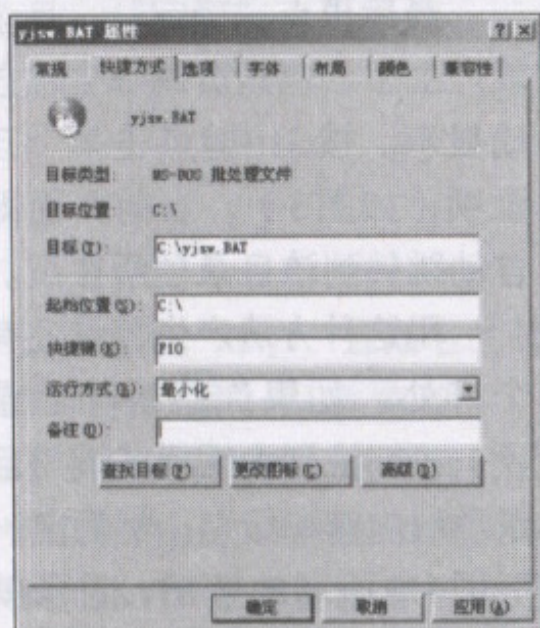 yjsw.BAT 属性
常规 快捷方式 选项 字体 布局 颜色 兼容性
yjsw.BAT
目标类型: MS-DOS 批处理文件
目标位置: C:\
目标(T): C:\yjsw.BAT
起始位置(S): C:\
快捷键(K): F10
运行方式(R): 最小化
备注(O):
查找目标(F) 更改图标(C) 高级(D)
确定 取消 应用(A)